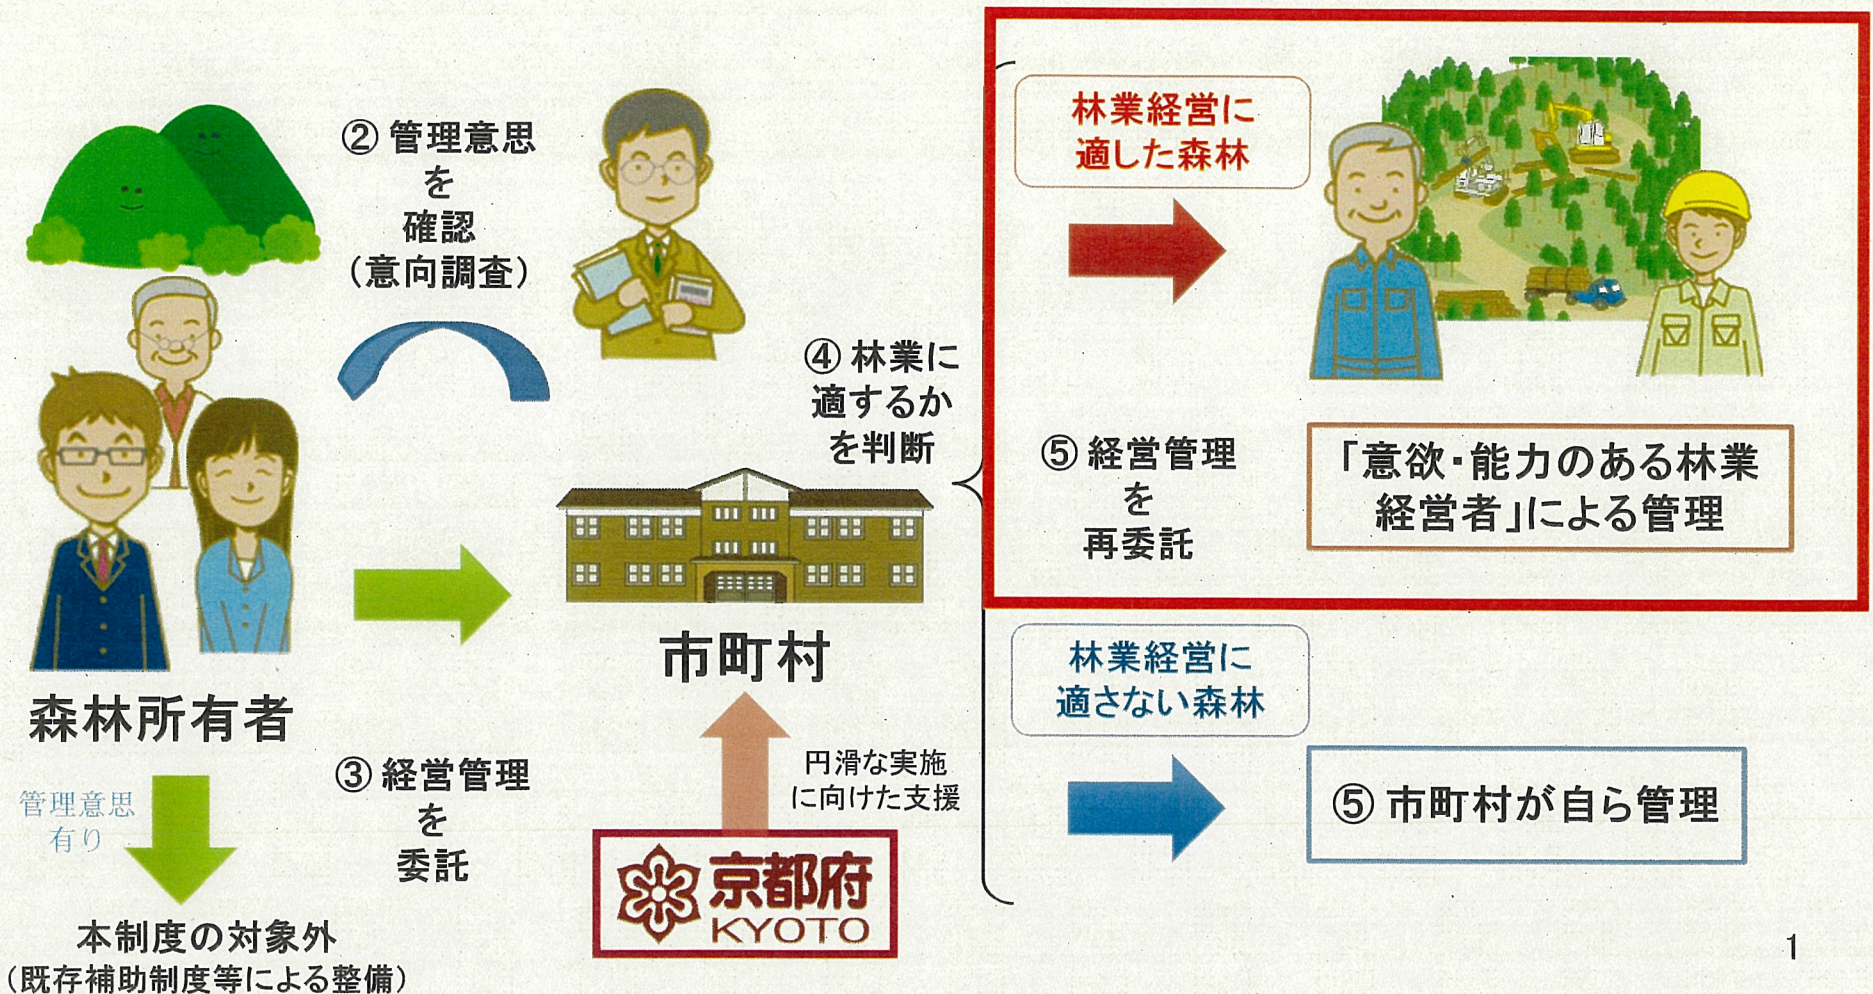 ② 管理意思
を
確認
（意向調査）
森林所有者
管理意思
有り
本制度の対象外
（既存補助制度等による整備）
③ 経営管理
を
委託
④ 林業に
適するか
を判断
市町村
円滑な実施
に向けた支援
京都府
KYOTO
林業経営に
適した森林
⑤ 経営管理
を
再委託
「意欲・能力のある林業
経営者」による管理
林業経営に
適さない森林
⑤ 市町村が自ら管理
1